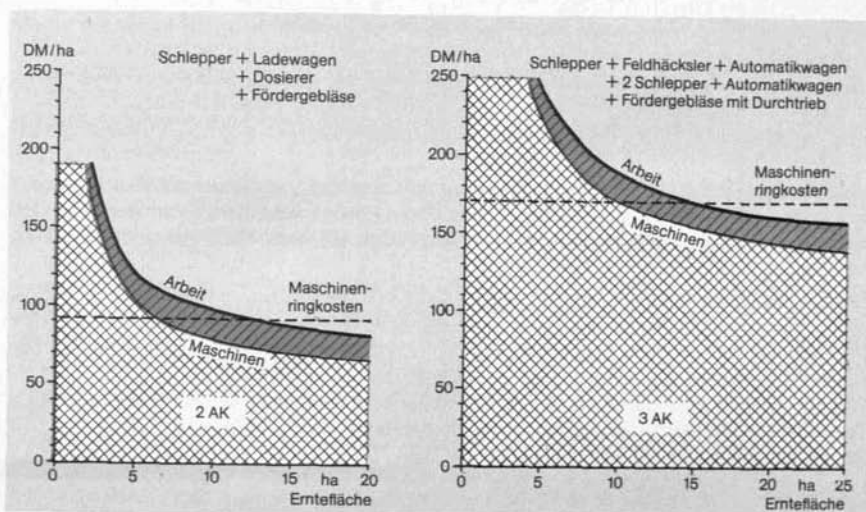 DM/ha
250
200
150
100
50
0
Schlepper + Ladewagen
+ Dosierer
+ Fördergebläse
Arbeit
Maschinen-
ringkosten
Maschinen
2 AK
0 5 10 15 20
ha
Erntefläche
DM/ha
250
200
150
100
50
0
Schlepper + Feldhäcksler + Automatikwagen
+ 2 Schlepper + Automatikwagen
+ Fördergebläse mit Durchtrieb
Arbeit
Maschinen-
ringkosten
Maschinen
3 AK
0 5 10 15 20 ha 25
Erntefläche